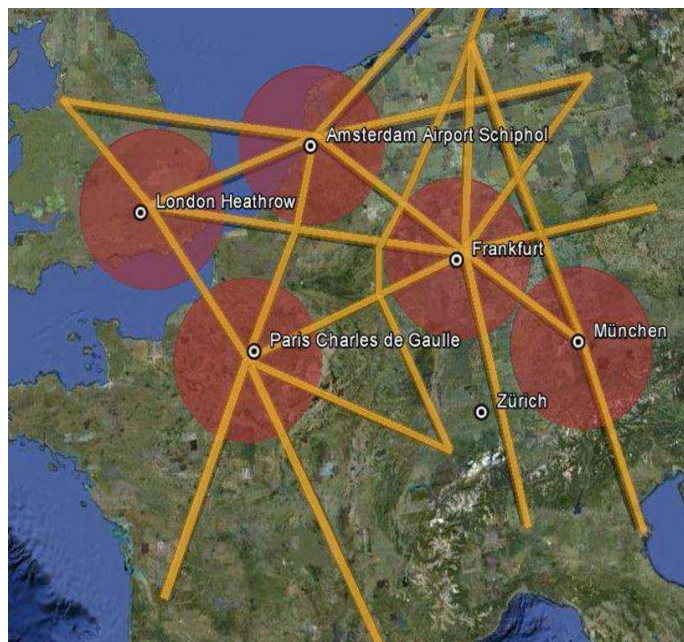 Amsterdam Airport Schiphol
London Heathrow
Frankfurt
München
Paris Charles de Gaulle
Zürich